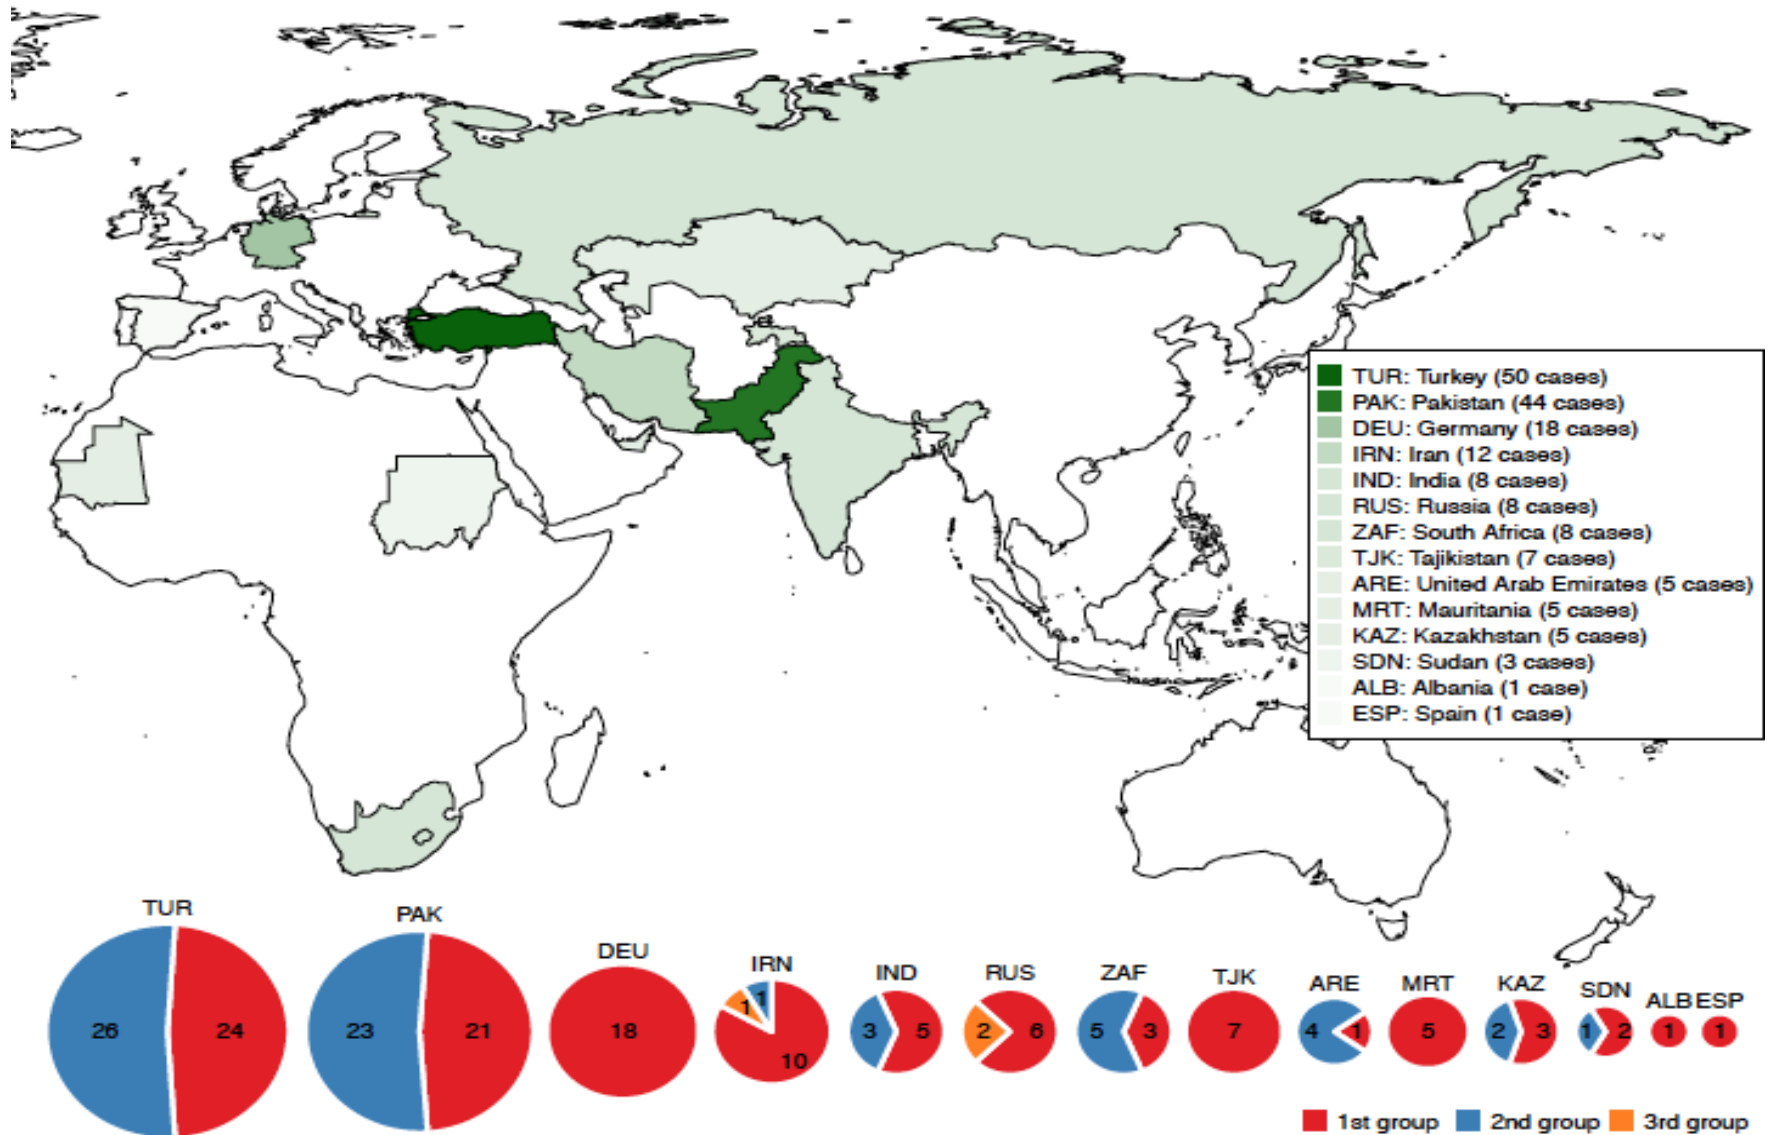 TUR: Turkey (50 cases)
PAK: Pakistan (44 cases)
DEU: Germany (18 cases)
IRN: Iran (12 cases)
IND: India (8 cases)
RUS: Russia (8 cases)
ZAF: South Africa (8 cases)
TJK: Tajikistan (7 cases)
ARE: United Arab Emirates (5 cases)
MRT: Mauritania (5 cases)
KAZ: Kazakhstan (5 cases)
SDN: Sudan (3 cases)
ALB: Albania (1 case)
ESP: Spain (1 case)
TUR PAK DEU IRN IND RUS ZAF TJK ARE MRT KAZ SDN ALB ESP
26 24 23 21 18 1 1 10 3 5 2 6 5 3 7 4 1 5 2 3 1 2 1 1
1st group 2nd group 3rd group